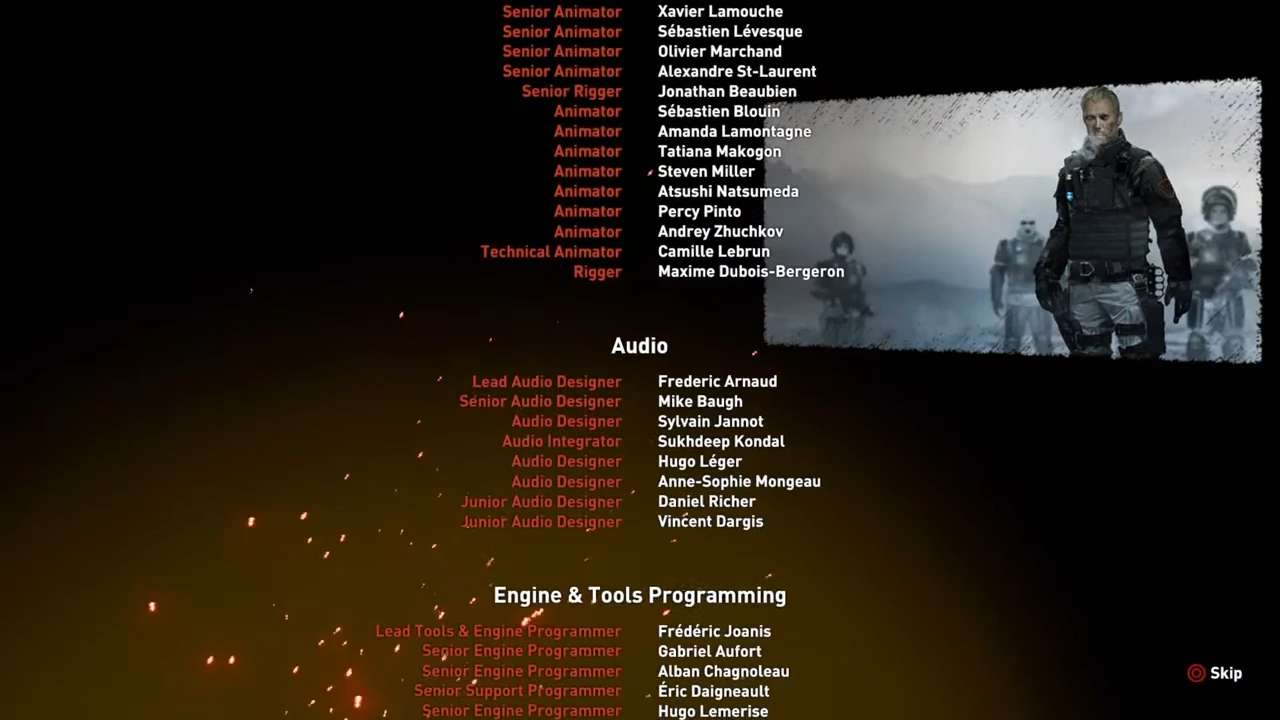 Senior Animator Xavier Lamouche
Senior Animator Sébastien Lévesque
Senior Animator Olivier Marchand
Senior Animator Alexandre St-Laurent
Senior Rigger Jonathan Beaubien
Animator Sébastien Blouin
Animator Amanda Lamontagne
Animator Tatiana Makogon
Animator Steven Miller
Animator Atsushi Natsumeda
Animator Percy Pinto
Animator Andrey Zhuchkov
Technical Animator Camille Lebrun
Rigger Maxime Dubois-Bergeron
Audio
Lead Audio Designer Frederic Arnaud
Senior Audio Designer Mike Baugh
Audio Designer Sylvain Jannot
Audio Integrator Sukhdeep Kondal
Audio Designer Hugo Léger
Audio Designer Anne-Sophie Mongeau
Junior Audio Designer Daniel Richer
Junior Audio Designer Vincent Dargis
Engine & Tools Programming
Lead Tools & Engine Programmer Frédéric Joanis
Senior Engine Programmer Gabriel Aufort
Senior Engine Programmer Alban Chagnoleau
Senior Support Programmer Éric Daigneault
Senior Engine Programmer Hugo Lemerise
Skip